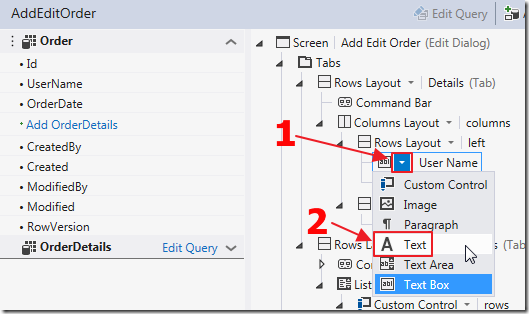 AddEditOrder
Edit Query
Order
Id
UserName
OrderDate
Add OrderDetails
CreatedBy
Created
ModifiedBy
Modified
RowVersion
OrderDetails
Edit Query
Screen Add Edit Order (Edit Dialog)
Tabs
Rows Layout Details (Tab)
Command Bar
Columns Layout columns
1
Rows Layout left
User Name
Custom Control
Image
Paragraph
2
Text
Text Area
Text Box
Rows L
(Tab
Co
List
Custom Control rows